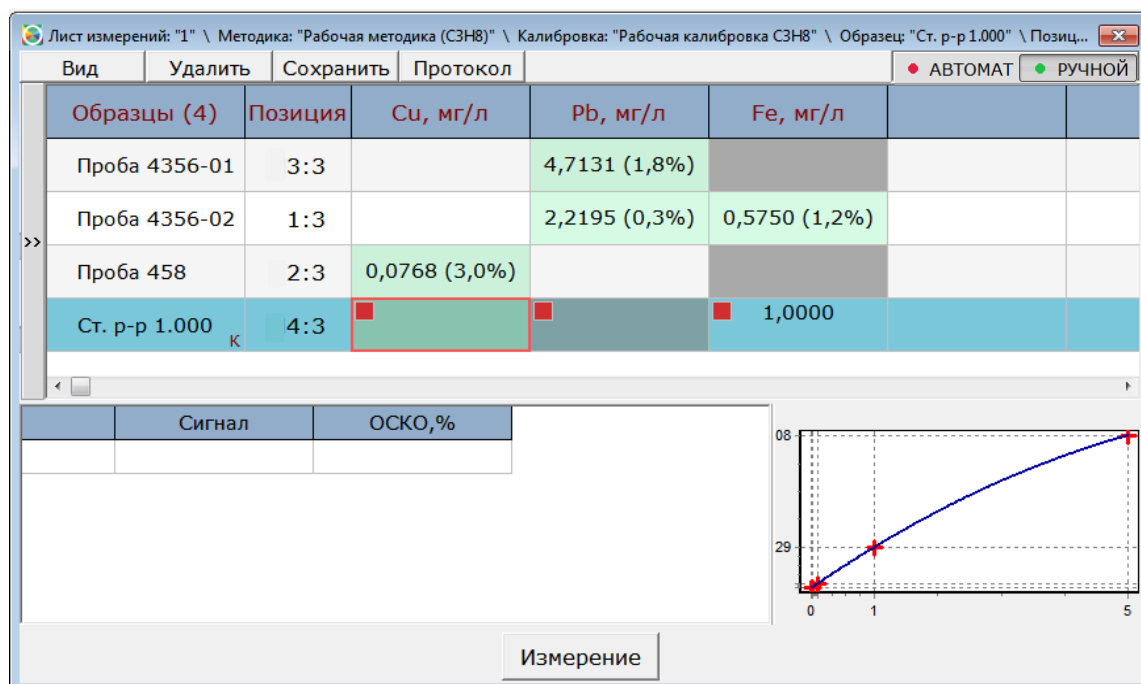 Лист измерений: "1" \ Методика: "Рабочая методика (СЗН8)" \ Калибровка: "Рабочая калибровка СЗН8" \ Образец: "Ст. р-р 1.000" \ Позиц...
Вид Удалить Сохранить Протокол АВТОМАТ РУЧНОЙ
Образцы (4) Позиция Cu, мг/л Pb, мг/л Fe, мг/л
Проба 4356-01 3:3 4,7131 (1,8%)
>>
Проба 4356-02 1:3 2,2195 (0,3%) 0,5750 (1,2%)
Проба 458 2:3 0,0768 (3,0%)
Ст. р-р 1.000 К 4:3 1,0000
Сигнал ОСКО,%
08
29
0 1 5
Измерение